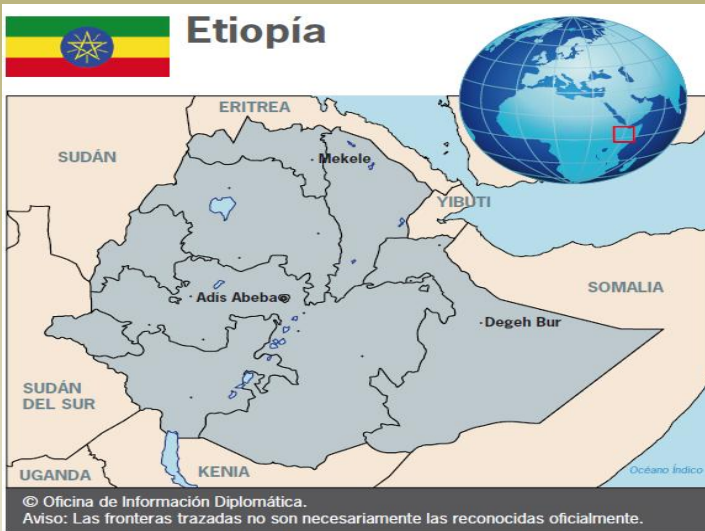 Etiopía
ERITREA
SUDÁN
Mekele
YIBUTI
SOMALIA
Adis Abeba
Degeh Bur
SUDÁN
DEL SUR
UGANDA
KENIA
Océano Índico
© Oficina de Información Diplomática.
Aviso: Las fronteras trazadas no son necesariamente las reconocidas oficialmente.